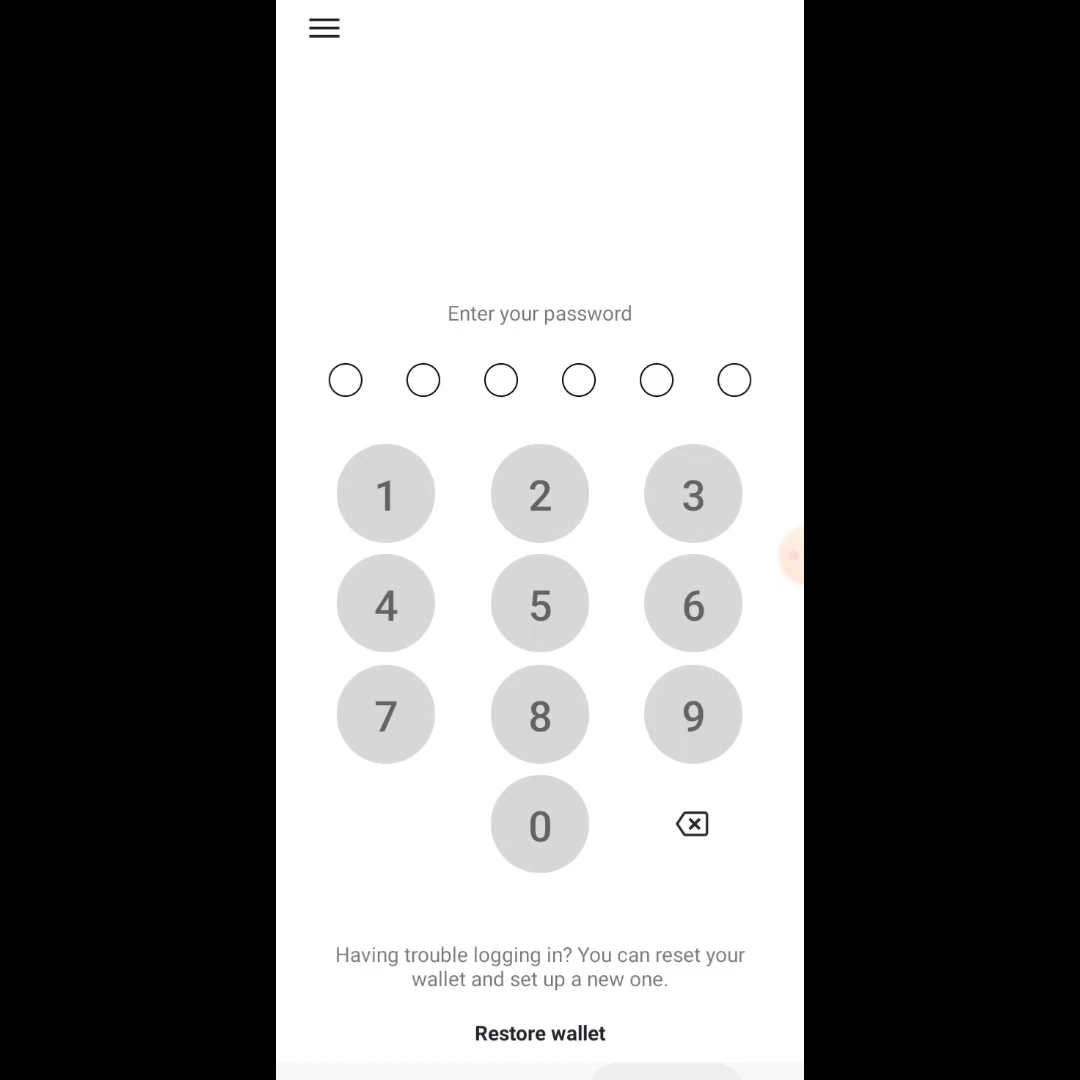 Enter your password
1 2 3
4 5 6
7 8 9
0
Having trouble logging in? You can reset your
wallet and set up a new one.
Restore wallet